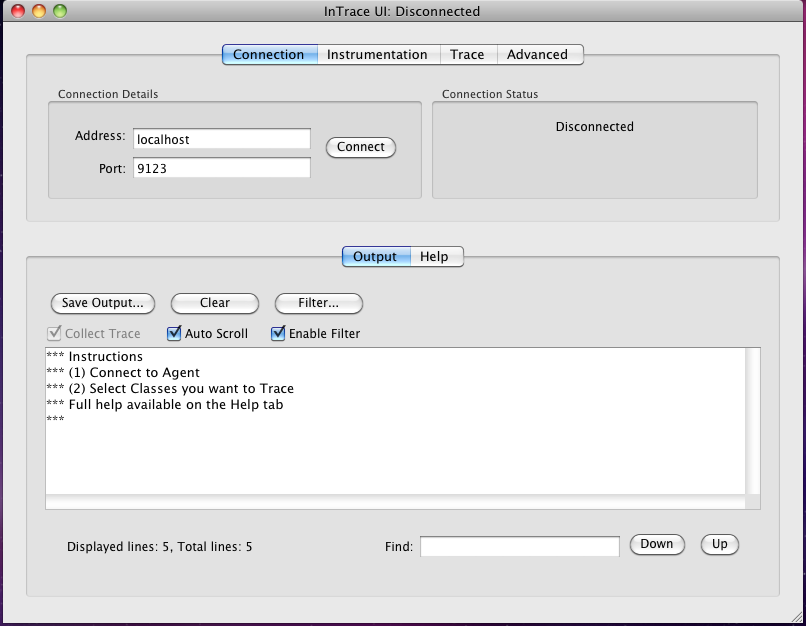 InTrace UI: Disconnected
Connection Instrumentation Trace Advanced
Connection Details
Address: localhost
Port: 9123
Connect
Connection Status
Disconnected
Output Help
Save Output... Clear Filter...
Collect Trace Auto Scroll Enable Filter
*** Instructions
*** (1) Connect to Agent
*** (2) Select Classes you want to Trace
*** Full help available on the Help tab
***
Displayed lines: 5, Total lines: 5 Find: Down Up